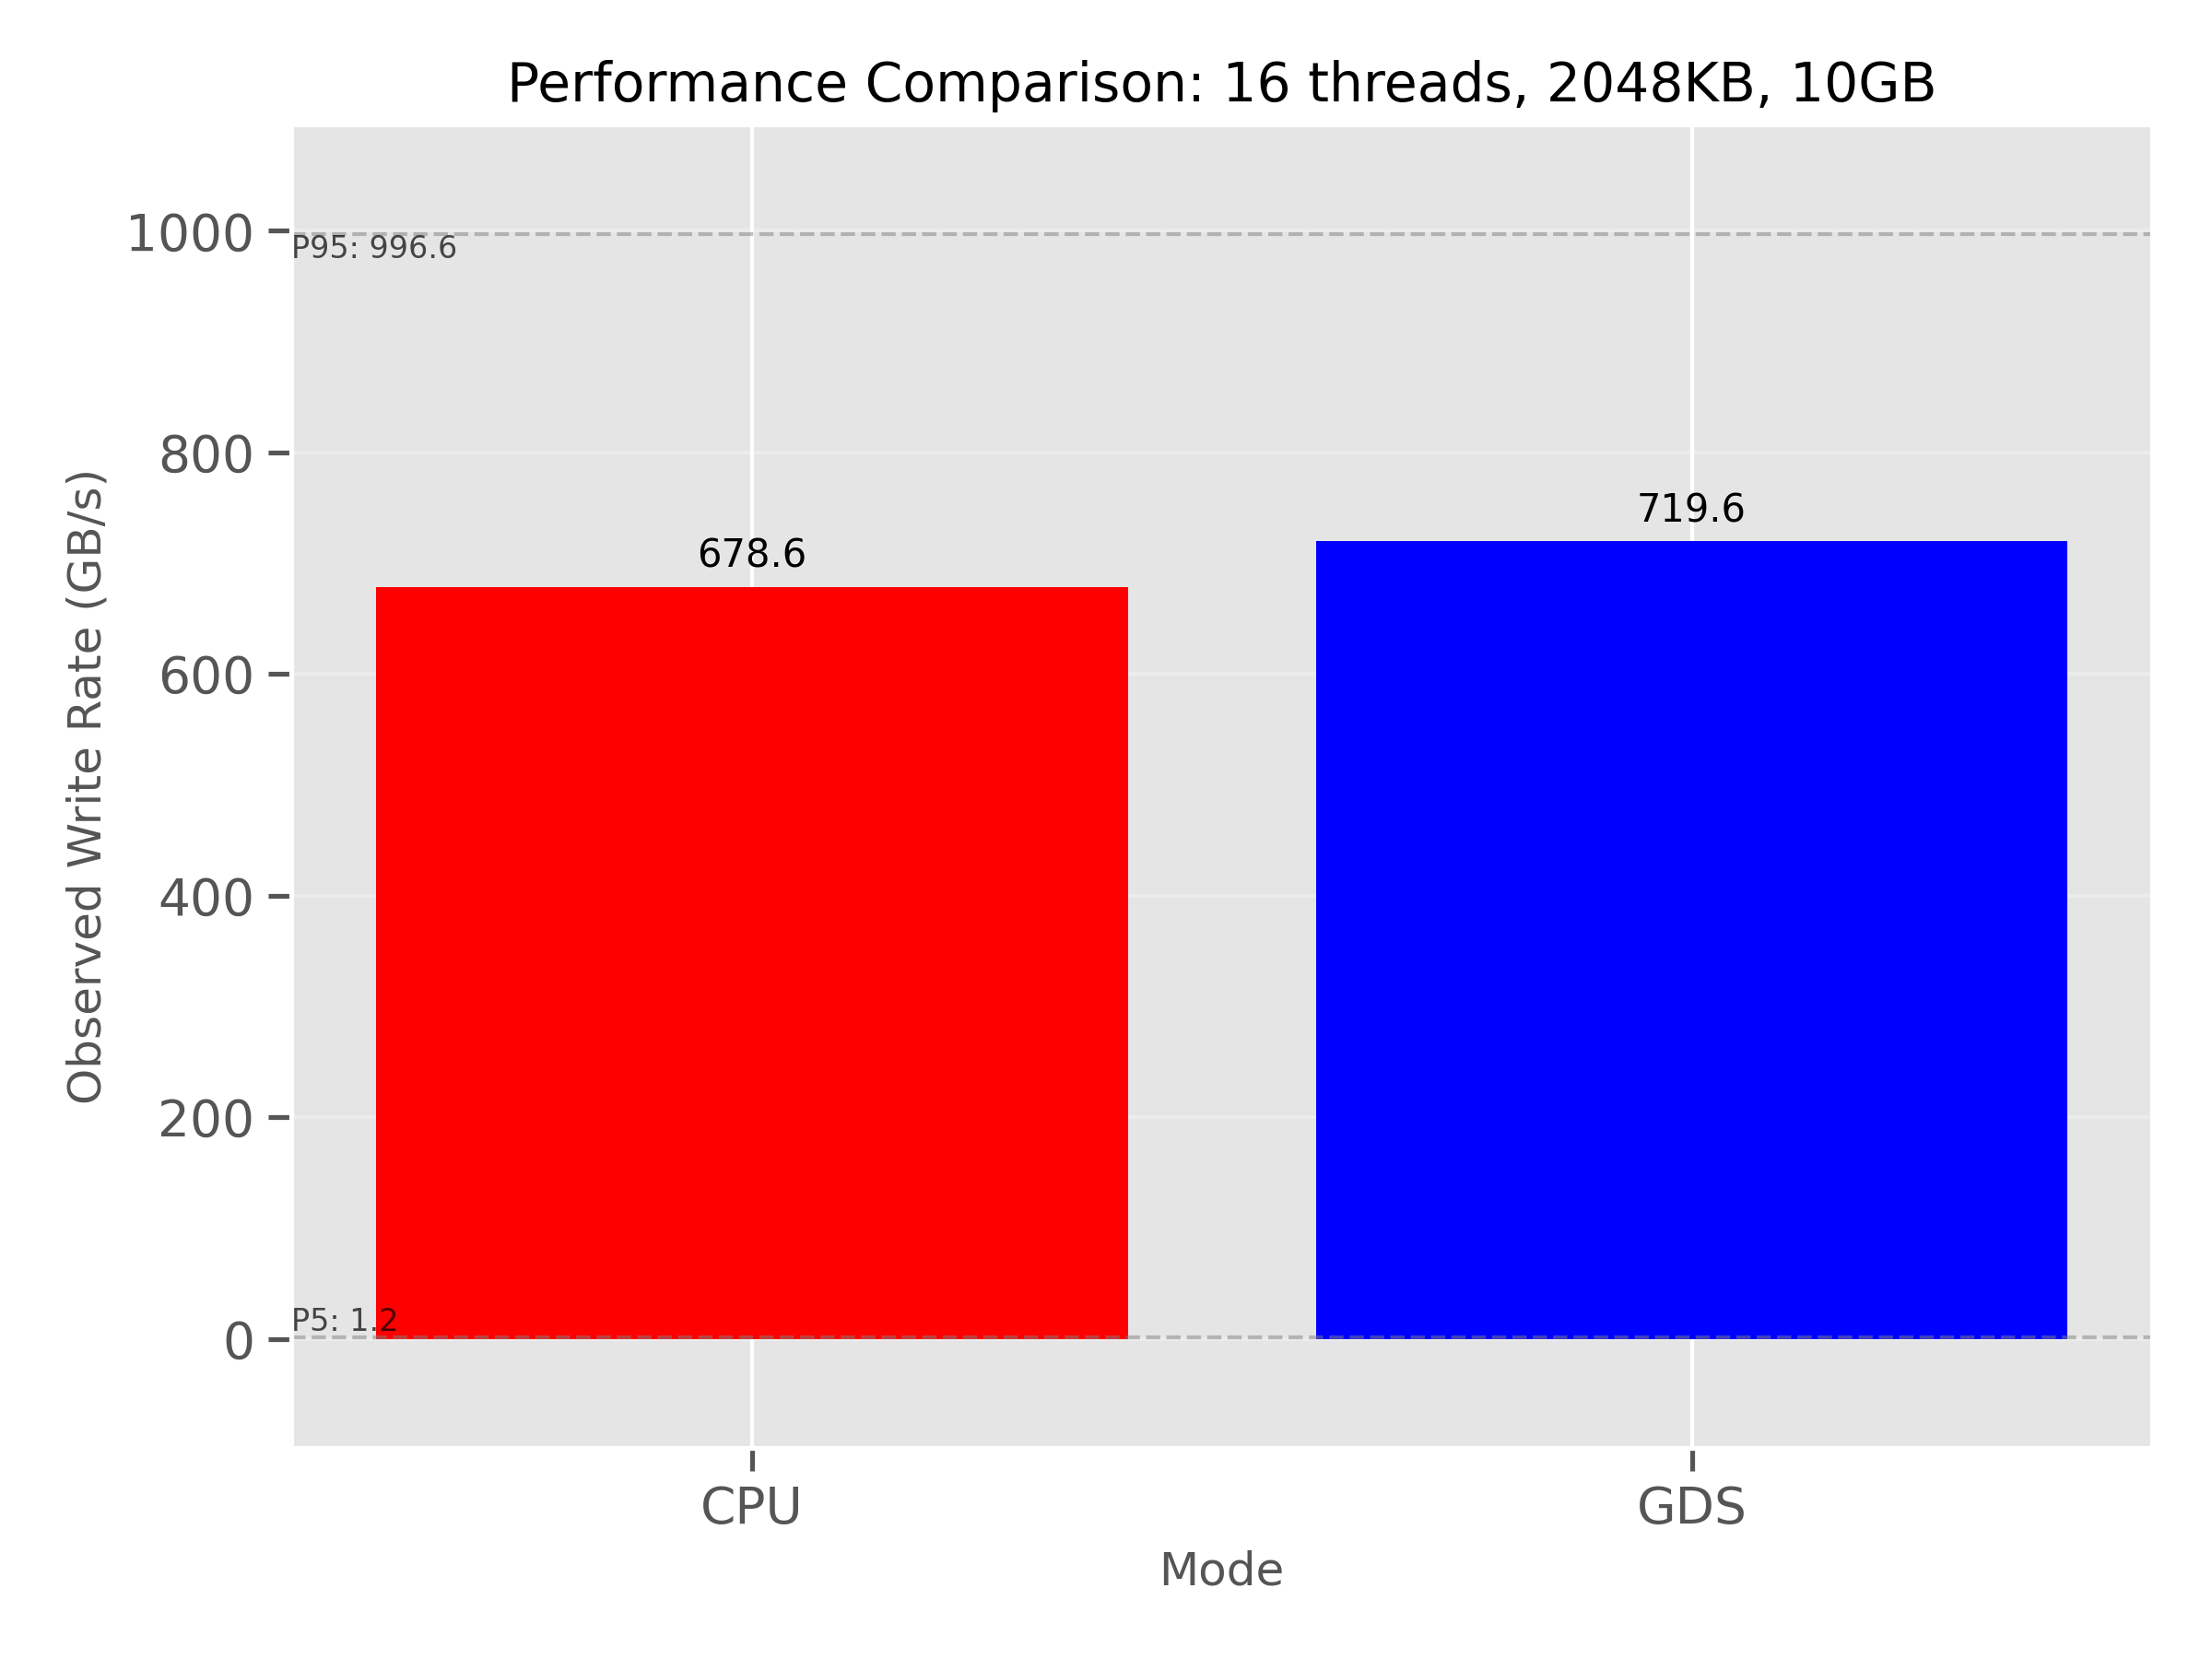 Performance Comparison: 16 threads, 2048KB, 10GB
Observed Write Rate (GB/s)
1000
800
600
400
200
0
P95: 996.6
678.6
719.6
P5: 1.2
CPU
GDS
Mode